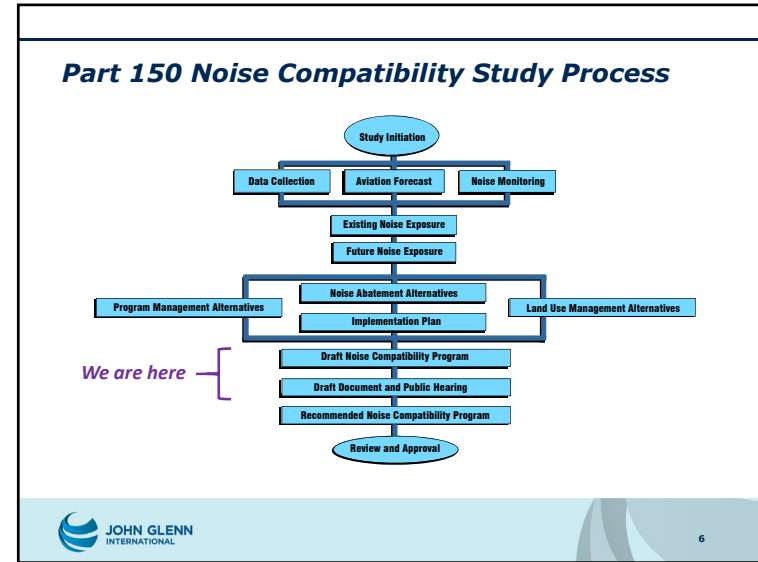 Part 150 Noise Compatibility Study Process
Study Initiation
Data Collection
Aviation Forecast
Noise Monitoring
Existing Noise Exposure
Future Noise Exposure
Noise Abatement Alternatives
Program Management Alternatives
Land Use Management Alternatives
Implementation Plan
Draft Noise Compatibility Program
We are here
Draft Document and Public Hearing
Recommended Noise Compatibility Program
Review and Approval
JOHN GLENN
INTERNATIONAL
6